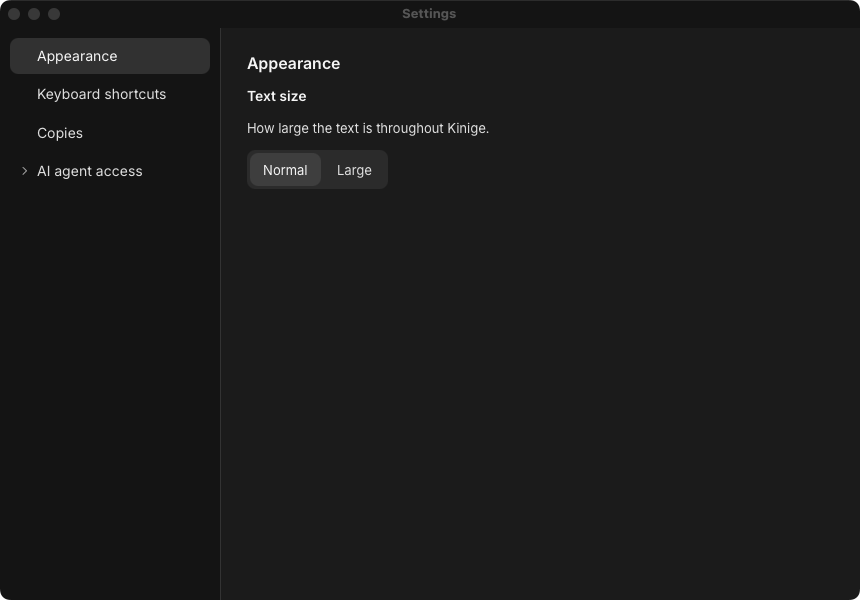 Settings
Appearance
Keyboard shortcuts
Copies
AI agent access
Appearance
Text size
How large the text is throughout Kinige.
Normal
Large